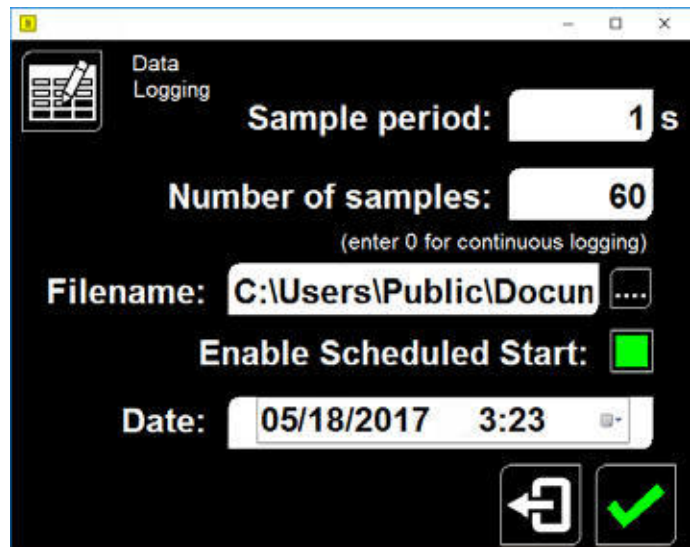 Data
Logging
Sample period: 1 s
Number of samples: 60
(enter 0 for continuous logging)
Filename: C:\Users\Public\Docun ....
Enable Scheduled Start:
Date: 05/18/2017 3:23